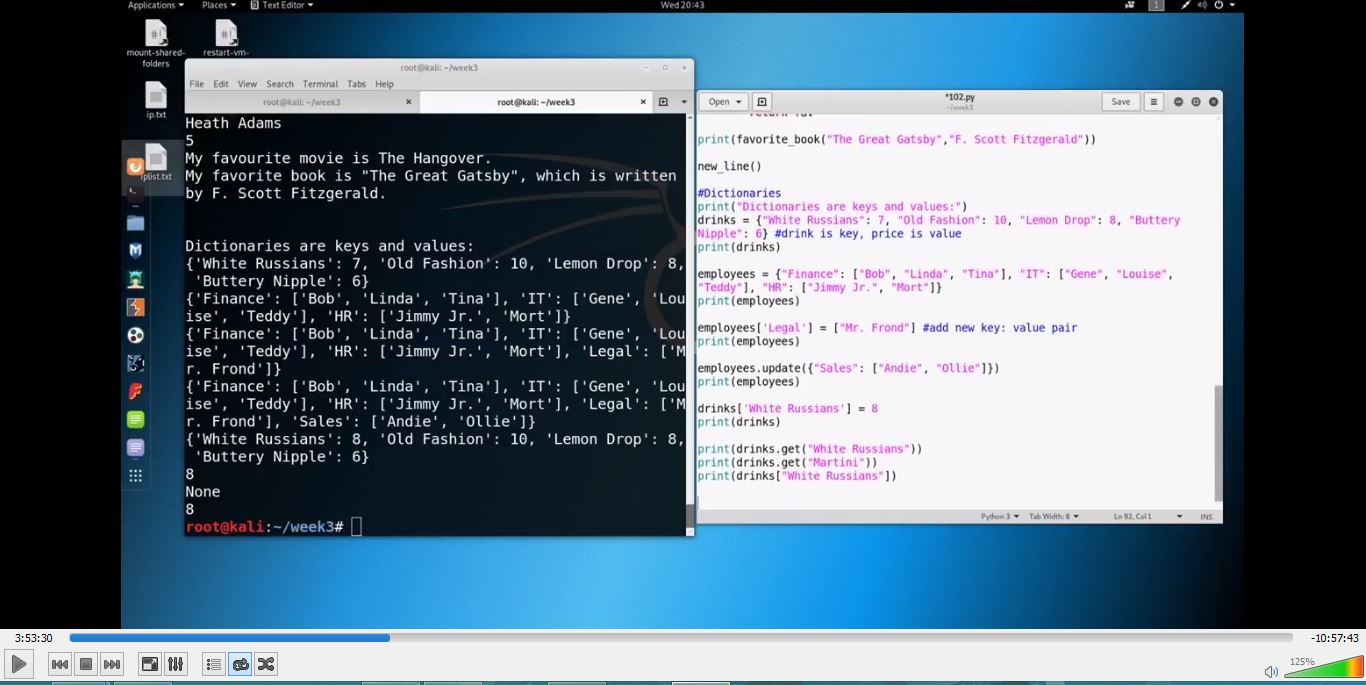 Applications Places Text Editor Wed 20:43 1
mount-shared-folders
restart-vm-
ip.txt
iplist.txt
root@kali: ~/week3
File Edit View Search Terminal Tabs Help
root@kali: ~/week3 × root@kali: ~/week3 ×
Heath Adams
5
My favourite movie is The Hangover.
My favorite book is "The Great Gatsby", which is written
by F. Scott Fitzgerald.
Dictionaries are keys and values:
{'White Russians': 7, 'Old Fashion': 10, 'Lemon Drop': 8,
'Buttery Nipple': 6}
{'Finance': ['Bob', 'Linda', 'Tina'], 'IT': ['Gene', 'Lou
ise', 'Teddy'], 'HR': ['Jimmy Jr.', 'Mort']}
{'Finance': ['Bob', 'Linda', 'Tina'], 'IT': ['Gene', 'Lou
ise', 'Teddy'], 'HR': ['Jimmy Jr.', 'Mort'], 'Legal': ['M
r. Frond']}
{'Finance': ['Bob', 'Linda', 'Tina'], 'IT': ['Gene', 'Lou
ise', 'Teddy'], 'HR': ['Jimmy Jr.', 'Mort'], 'Legal': ['M
r. Frond'], 'Sales': ['Andie', 'Ollie']}
{'White Russians': 8, 'Old Fashion': 10, 'Lemon Drop': 8,
'Buttery Nipple': 6}
8
None
8
root@kali:~/week3#
Open *102.py Save
~/week3
print(favorite_book("The Great Gatsby","F. Scott Fitzgerald"))
new_line()
#Dictionaries
print("Dictionaries are keys and values:")
drinks = {"White Russians": 7, "Old Fashion": 10, "Lemon Drop": 8, "Buttery
Nipple": 6} #drink is key, price is value
print(drinks)
employees = {"Finance": ["Bob", "Linda", "Tina"], "IT": ["Gene", "Louise",
"Teddy"], "HR": ["Jimmy Jr.", "Mort"]}
print(employees)
employees['Legal'] = ["Mr. Frond"] #add new key: value pair
print(employees)
employees.update({"Sales": ["Andie", "Ollie"]})
print(employees)
drinks['White Russians'] = 8
print(drinks)
print(drinks.get("White Russians"))
print(drinks.get("Martini"))
print(drinks["White Russians"])
Python 3 Tab Width: 8 Ln 92, Col 1 INS
3:53:30 -10:57:43
125%